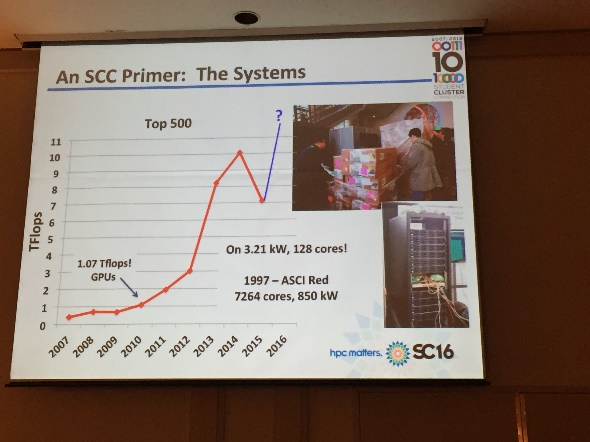 An SCC Primer: The Systems
10
STUDENT
CLUSTER
Top 500
?
TFlops
11
10
9
8
7
6
5
4
3
2
1
0
1.07 Tflops!
GPUs
On 3.21 kW, 128 cores!
1997 – ASCI Red
7264 cores, 850 kW
2007
2008
2009
2010
2011
2012
2013
2014
2015
2016
hpc matters.
SC16